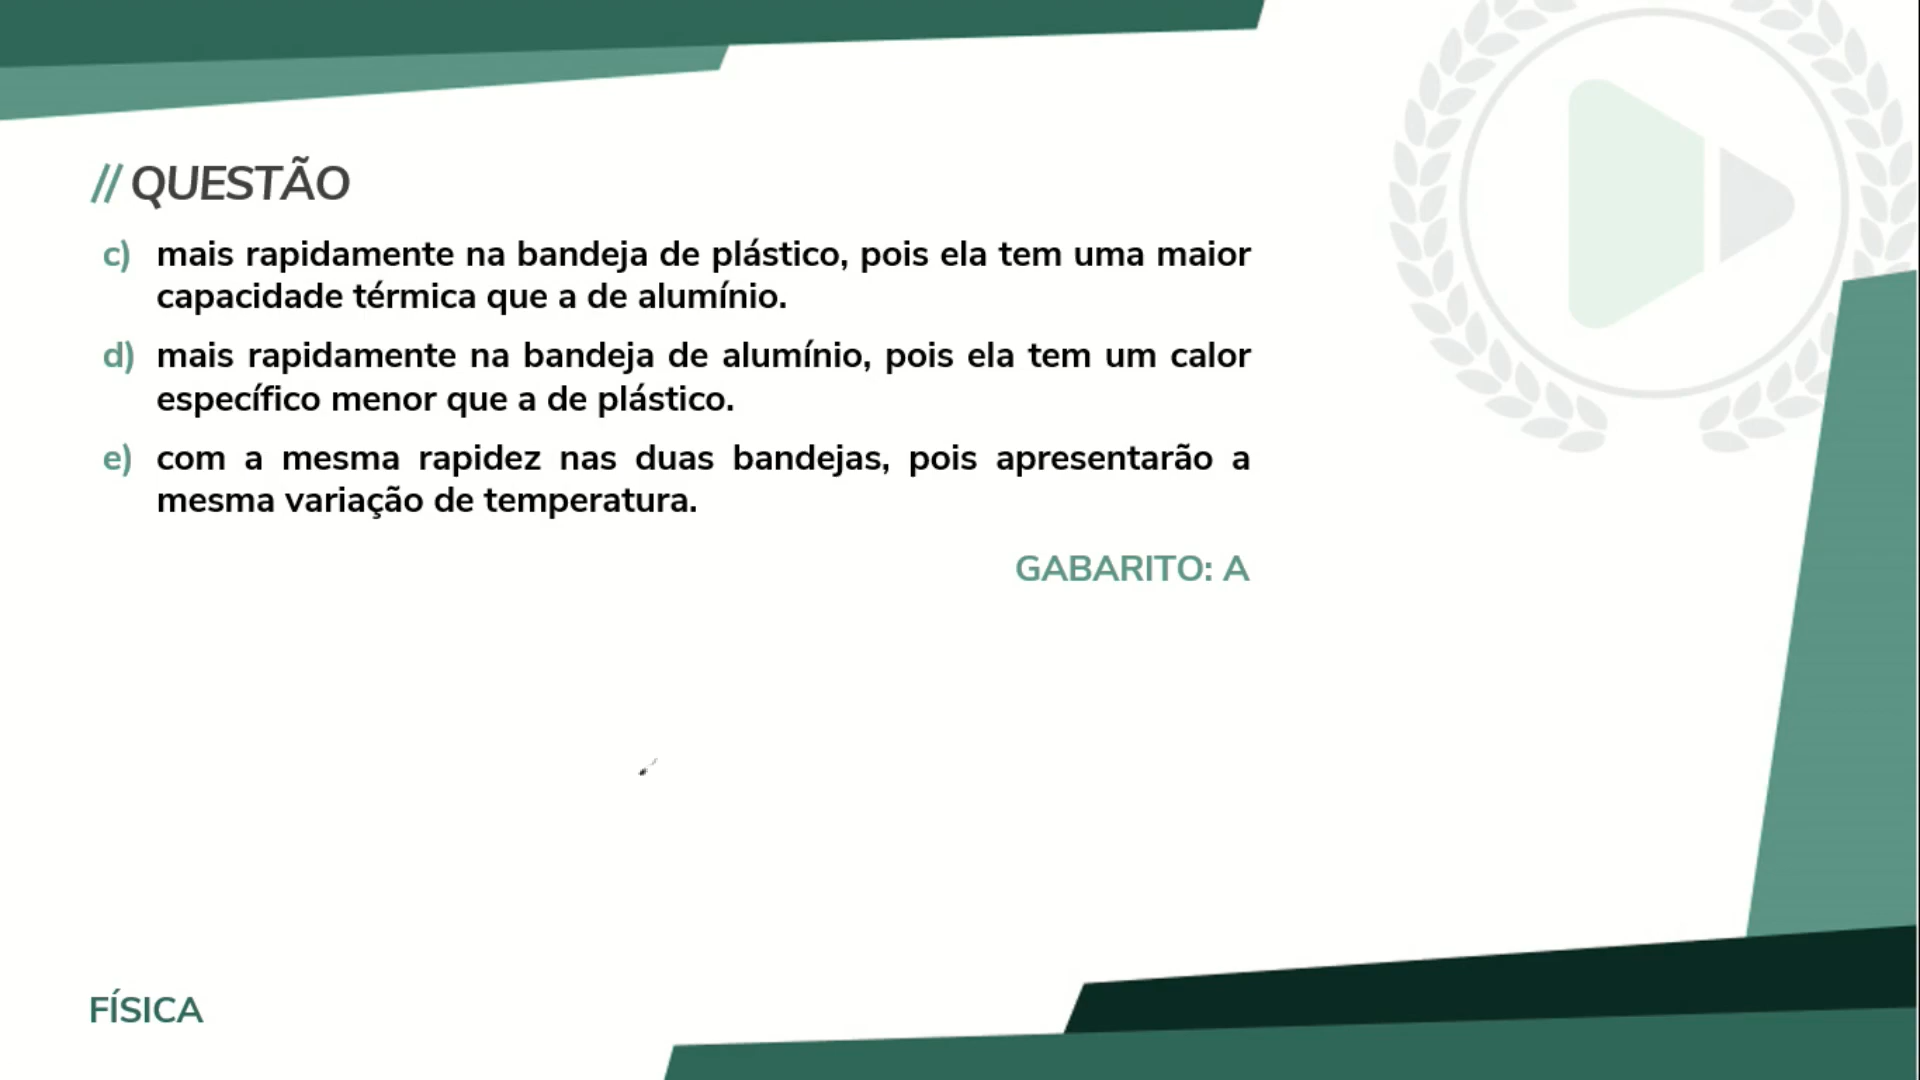 // QUESTÃO
c) mais rapidamente na bandeja de plástico, pois ela tem uma maior
capacidade térmica que a de alumínio.
d) mais rapidamente na bandeja de alumínio, pois ela tem um calor
específico menor que a de plástico.
e) com a mesma rapidez nas duas bandejas, pois apresentarão a
mesma variação de temperatura.
GABARITO: A
FÍSICA